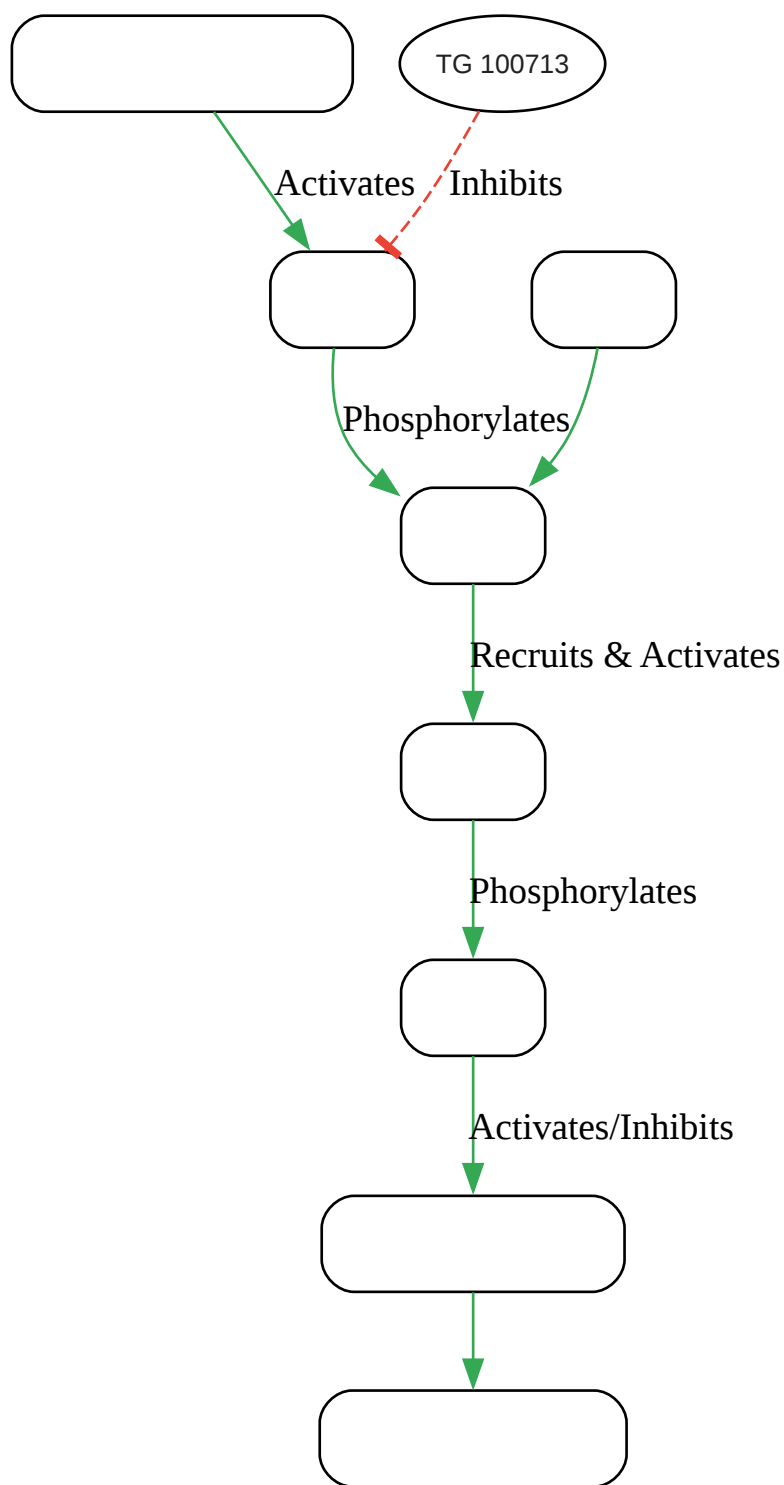 TG 100713
Activates
Inhibits
Phosphorylates
Recruits & Activates
Phosphorylates
Activates/Inhibits